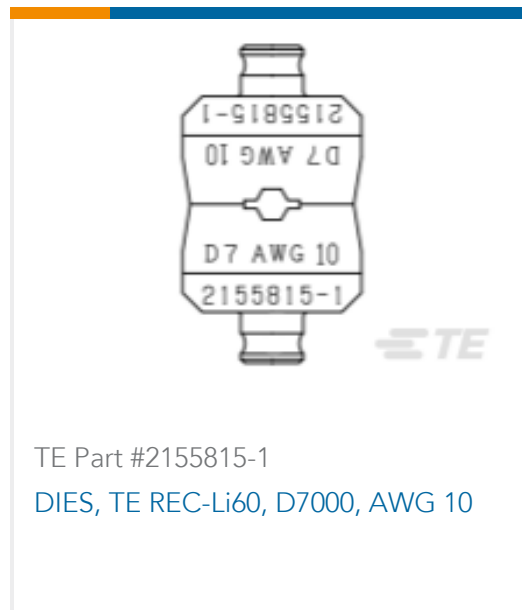 2155815-1
D7 AWG 10
D7 AWG 10
2155815-1
TE
TE Part #2155815-1
DIES, TE REC-Li60, D7000, AWG 10